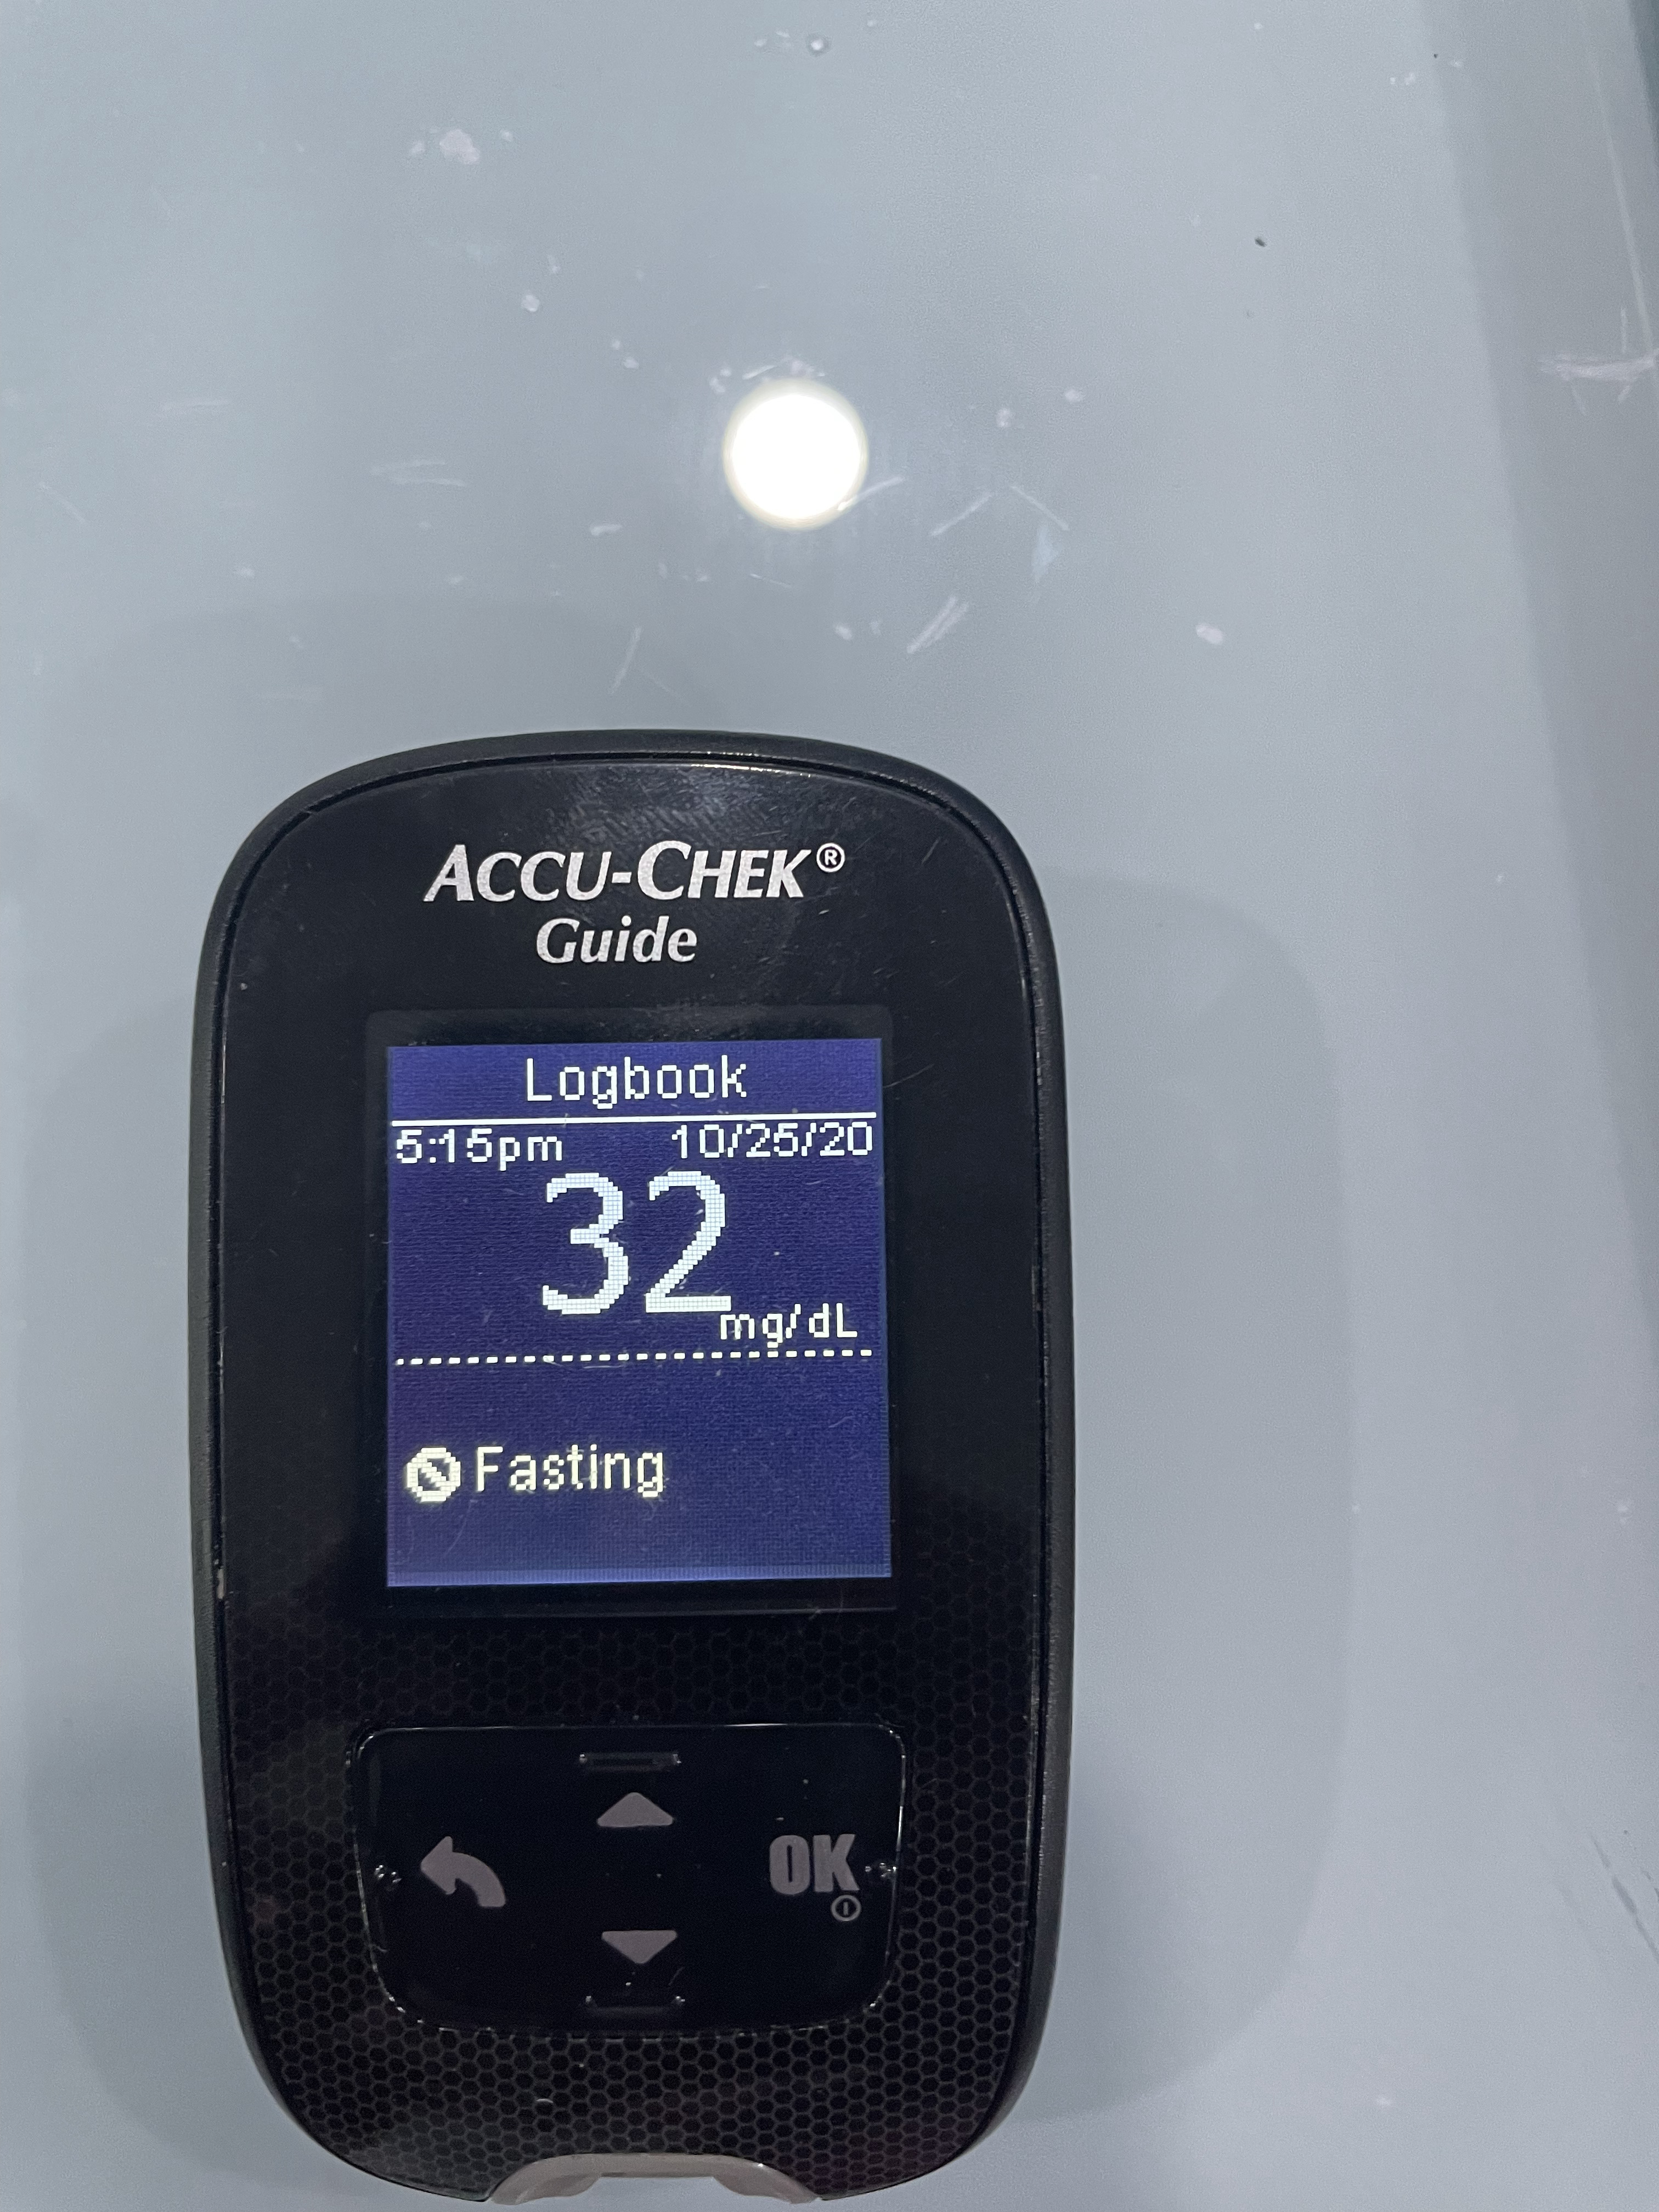 ACCU-CHEK®
Guide
Logbook
5:15pm 10/25/20
32
mg/dL
Fasting
OK